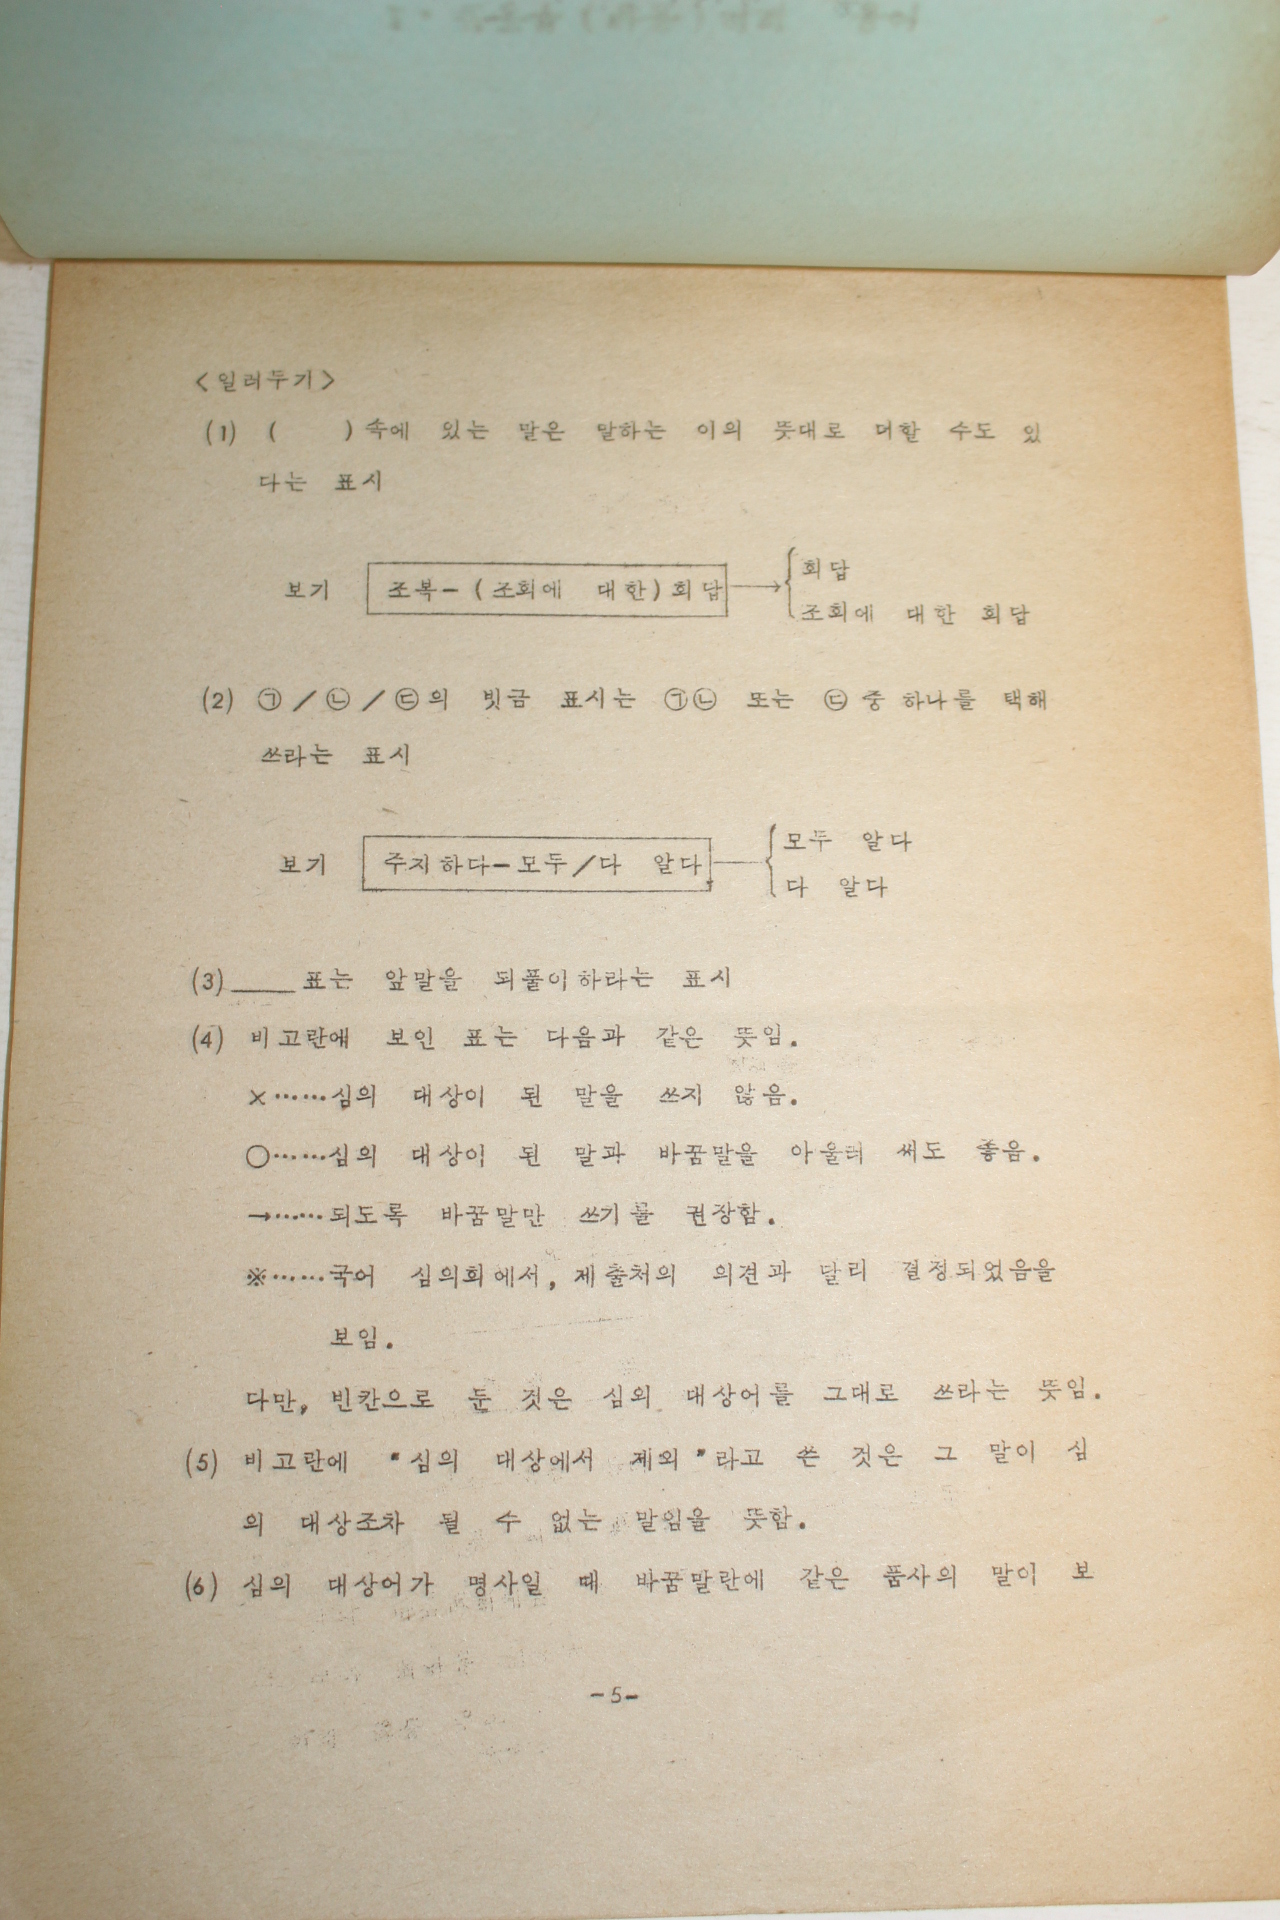 <일러두기>
(1) (   )속에 있는 말은 말하는 이의 뜻대로 더할 수도 있
다는 표시
보기 조복-(조회에 대한)회답 → 회답
조회에 대한 회답
(2) ㉠/㉡/㉢의 빗금 표시는 ㉠㉡ 또는 ㉢중 하나를 택해
쓰라는 표시
보기 주지하다-모두/다 알다 모두 알다
다 알다
(3)____표는 앞말을 되풀이하라는 표시
(4) 비고란에 보인 표는 다음과 같은 뜻임.
×……심의 대상이 된 말을 쓰지 않음.
○……심의 대상이 된 말과 바꿈말을 아울러 써도 좋음.
→……되도록 바꿈말만 쓰기를 권장함.
※……국어 심의회에서, 제출처의 의견과 달리 결정되었음을
보임.
다만, 빈칸으로 둔 것은 심의 대상어를 그대로 쓰라는 뜻임.
(5) 비고란에 "심의 대상에서 제외"라고 쓴 것은 그 말이 심
의 대상조차 될 수 없는 말임을 뜻함.
(6) 심의 대상어가 명사일 때 바꿈말란에 같은 품사의 말이 보
-5-